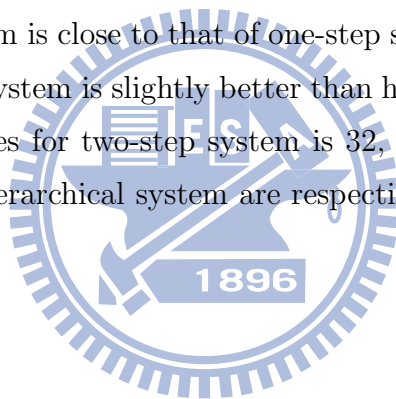 m is close to that of one-step s
ystem is slightly better than h
es for two-step system is 32,
erarchical system are respecti
E S A
1896